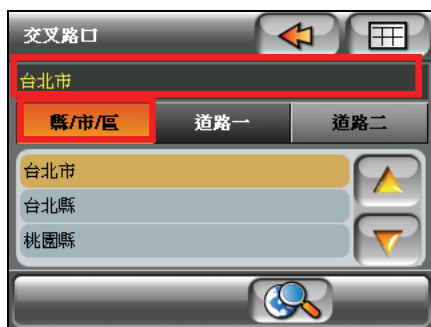 交叉路口
台北市
縣/市/區 道路一 道路二
台北市
台北縣
桃園縣